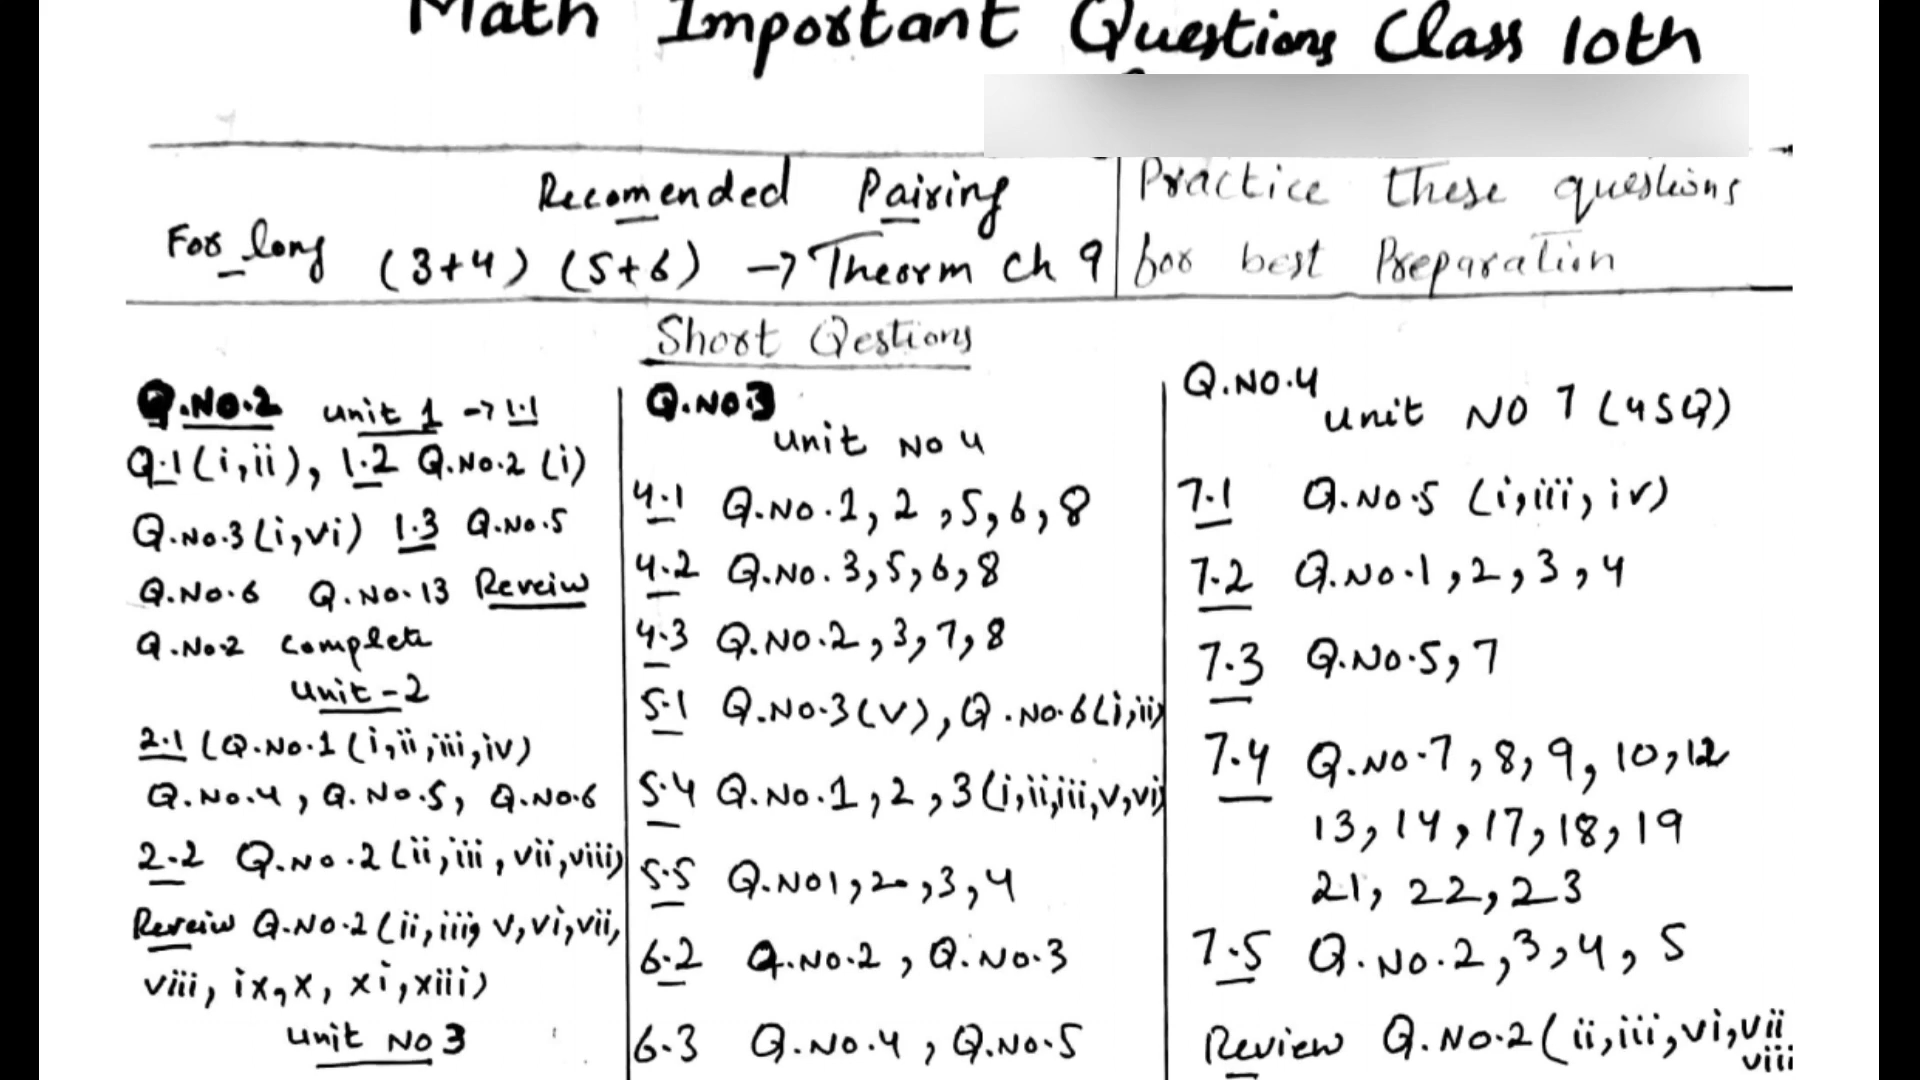 Math Important Questions Class 10th
Recomended Pairing
For long (3+4) (5+6) → Theorm ch 9
Practice these questions
for best Preparation
Short Qestions
Q.No.2 unit 1 → 1.1
Q.1 (i,ii), 1.2 Q.No.2 (i)
Q.No.3 (i,vi) 1.3 Q.No.5
Q.No.6 Q.No.13 Reveiw
Q.No.2 complete
unit-2
2.1 (Q.No.1 (i,ii,iii,iv)
Q.No.4, Q.No.5, Q.No.6
2.2 Q.No.2 (ii,iii,vii,viii)
Reveiw Q.No.2 (ii,iii, v,vi,vii,
viii, ix,x, xi,xiii)
unit No 3
Q.No3
unit No 4
4.1 Q.No.1, 2, 5, 6, 8
4.2 Q.No.3, 5, 6, 8
4.3 Q.No.2, 3, 7, 8
5.1 Q.No.3 (v), Q.No.6 (i,ii)
5.4 Q.No.1, 2, 3 (i,ii,iii,v,vi)
5.5 Q.No1, 2, 3, 4
6.2 Q.No.2, Q.No.3
6.3 Q.No.4, Q.No.5
Q.No.4
unit NO 7 (4SQ)
7.1 Q.No.5 (i,iii, iv)
7.2 Q.No.1, 2, 3, 4
7.3 Q.No.5, 7
7.4 Q.No.7, 8, 9, 10, 12
13, 14, 17, 18, 19
21, 22, 23
7.5 Q.No.2, 3, 4, 5
Review Q.No.2 (ii,iii,vi,vii
viii